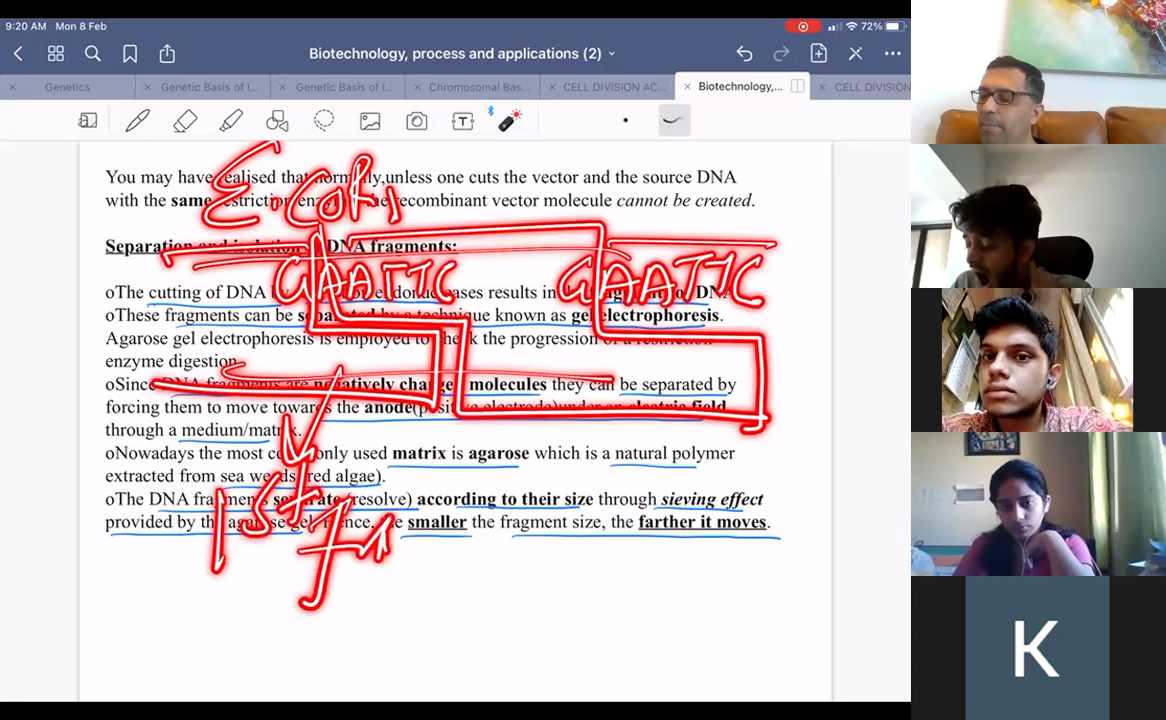 9:20 AM Mon 8 Feb
72%
Biotechnology, process and applications (2)
Genetics
Genetic Basis of I...
Genetic Basis of I...
Chromosomal Bas...
CELL DIVISION AC...
Biotechnology,...
CELL DIVISION
You may have realised that normally,unless one cuts the vector and the source DNA
with the same restriction enzyme the recombinant vector molecule cannot be created.
E.CoR1
Separation and isolation of DNA fragments:
GAATTC GAATTC
oThe cutting of DNA by restriction endonucleases results in the fragments of DNA.
oThese fragments can be separated by a technique known as gel electrophoresis.
Agarose gel electrophoresis is employed to check the progression of a restriction
enzyme digestion.
oSince DNA fragments are negatively charged molecules they can be separated by
forcing them to move towards the anode(positive electrode)under an electric field
through a medium/matrix.
oNowadays the most commonly used matrix is agarose which is a natural polymer
extracted from sea weeds(red algae).
oThe DNA fragments separate (resolve) according to their size through sieving effect
provided by the agarose gel. Hence, the smaller the fragment size, the farther it moves.
1st
K